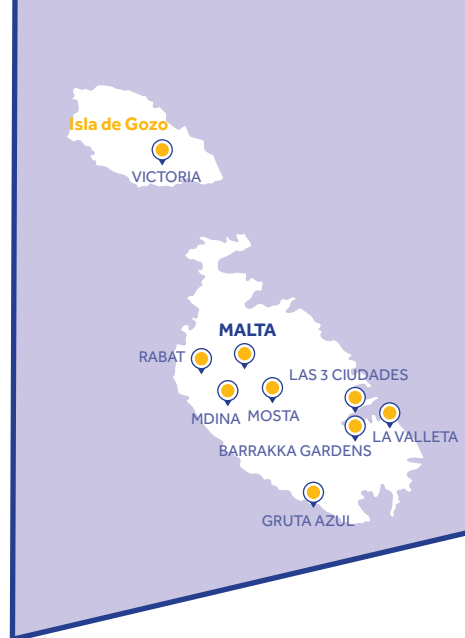 Isla de Gozo
VICTORIA
MALTA
RABAT
LAS 3 CIUDADES
MDINA
MOSTA
LA VALLETA
BARRAKKA GARDENS
GRUTA AZUL